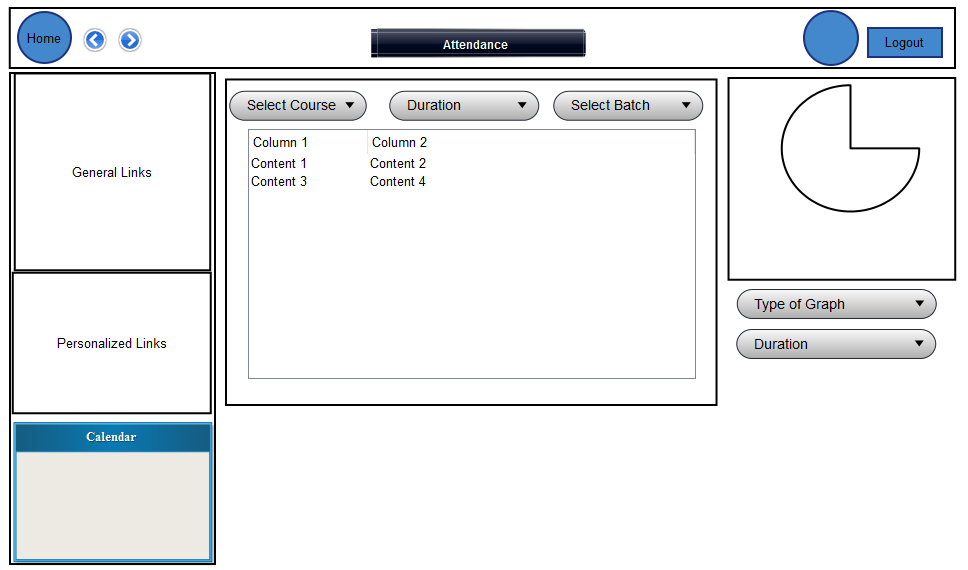 Home
Attendance
Logout
General Links
Personalized Links
Calendar
Select Course
Duration
Select Batch
Column 1 Column 2
Content 1 Content 2
Content 3 Content 4
Type of Graph
Duration